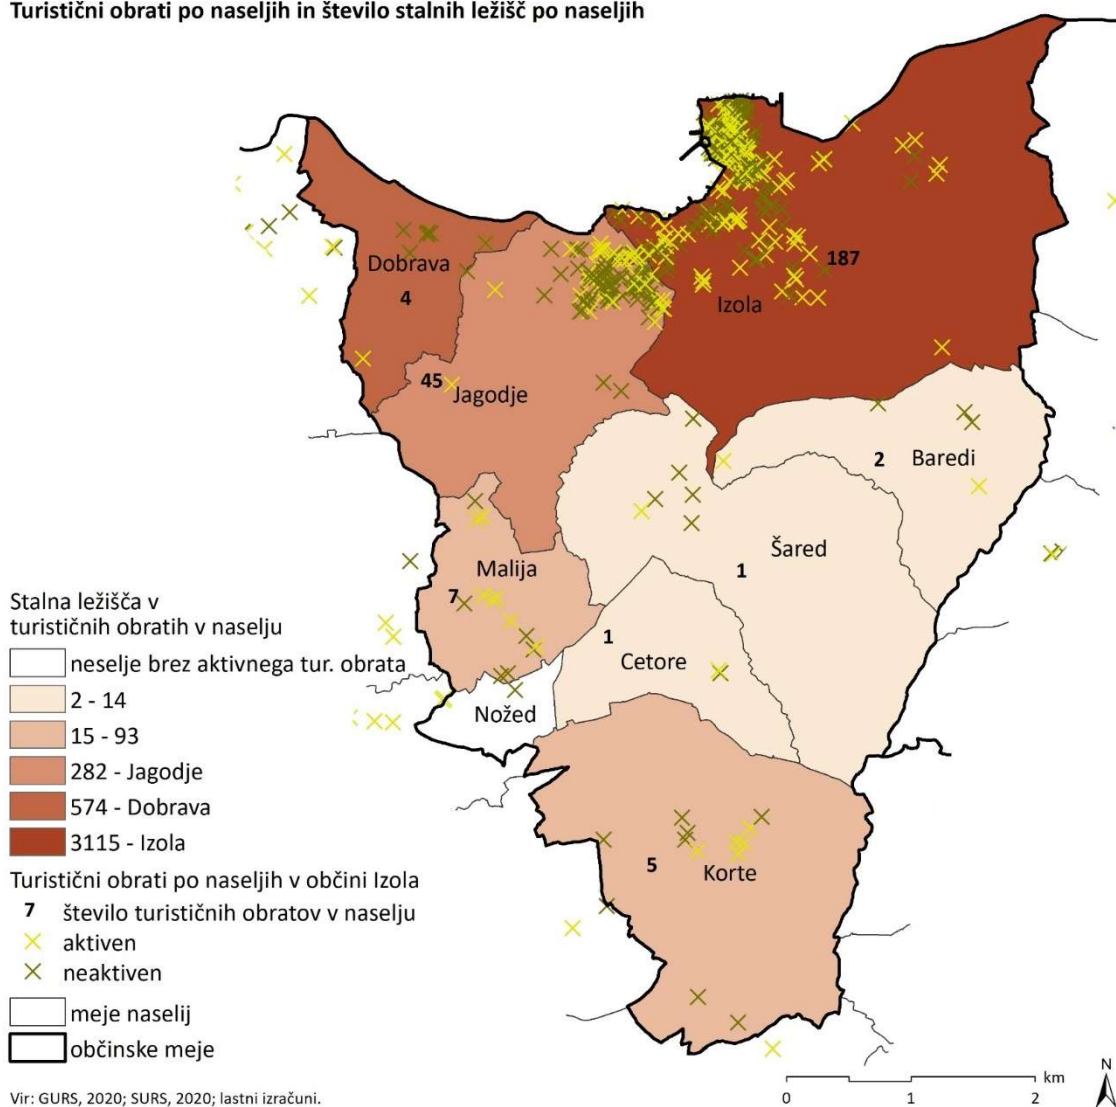 Turistični obrati po naseljih in število stalnih ležišč po naseljih
187
Dobrava
4
Izola
45
Jagodje
2
Baredi
Šared
1
Malija
7
1
Cetore
Nožed
5
Korte
Stalna ležišča v
turističnih obratih v naselju
neselje brez aktivnega tur. obrata
2 - 14
15 - 93
282 - Jagodje
574 - Dobrava
3115 - Izola
Turistični obrati po naseljih v občini Izola
7 število turističnih obratov v naselju
aktiven
neaktiven
meje naselij
občinske meje
Vir: GURS, 2020; SURS, 2020; lastni izračuni.
km
0 1 2
N